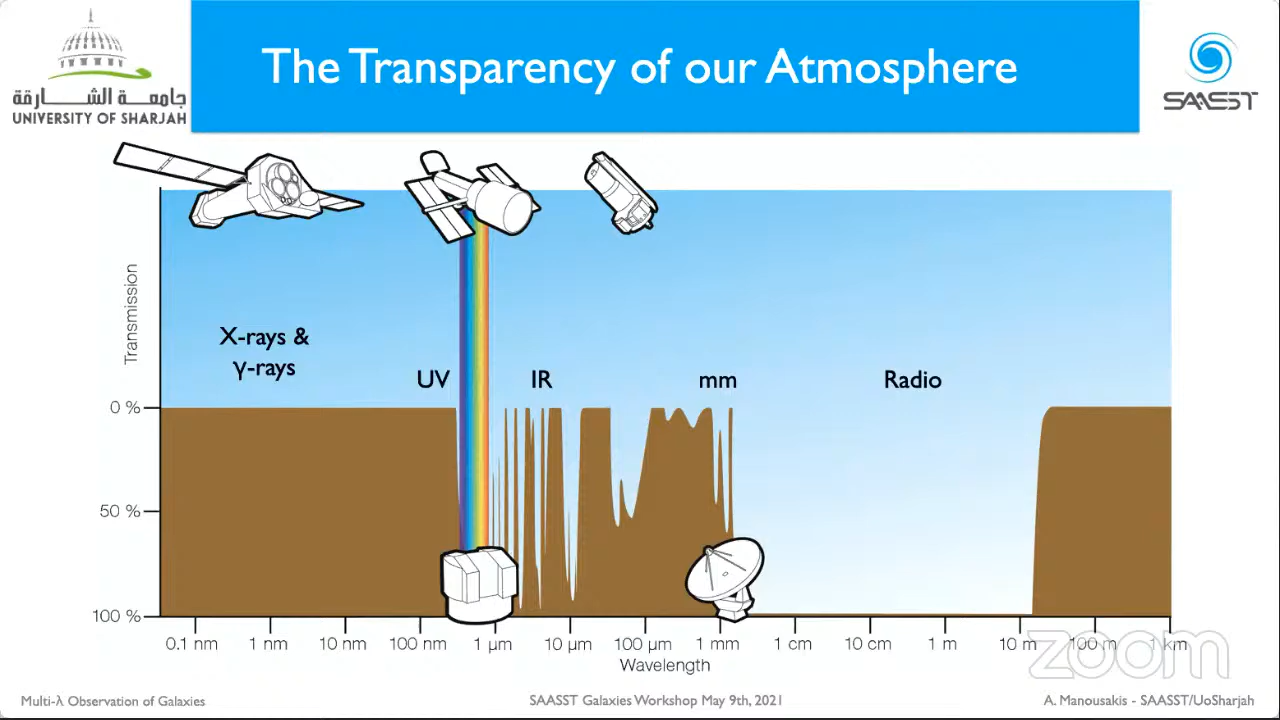 The Transparency of our Atmosphere
جامعة الشارقة
UNIVERSITY OF SHARJAH
SAASST
Transmission
X-rays &
γ-rays
UV
IR
mm
Radio
0 %
50 %
100 %
0.1 nm
1 nm
10 nm
100 nm
1 µm
10 µm
100 µm
1 mm
1 cm
10 cm
1 m
10 m
100 m
1 km
Wavelength
zoom
Multi-λ Observation of Galaxies
SAASST Galaxies Workshop May 9th, 2021
A. Manousakis - SAASST/UoSharjah